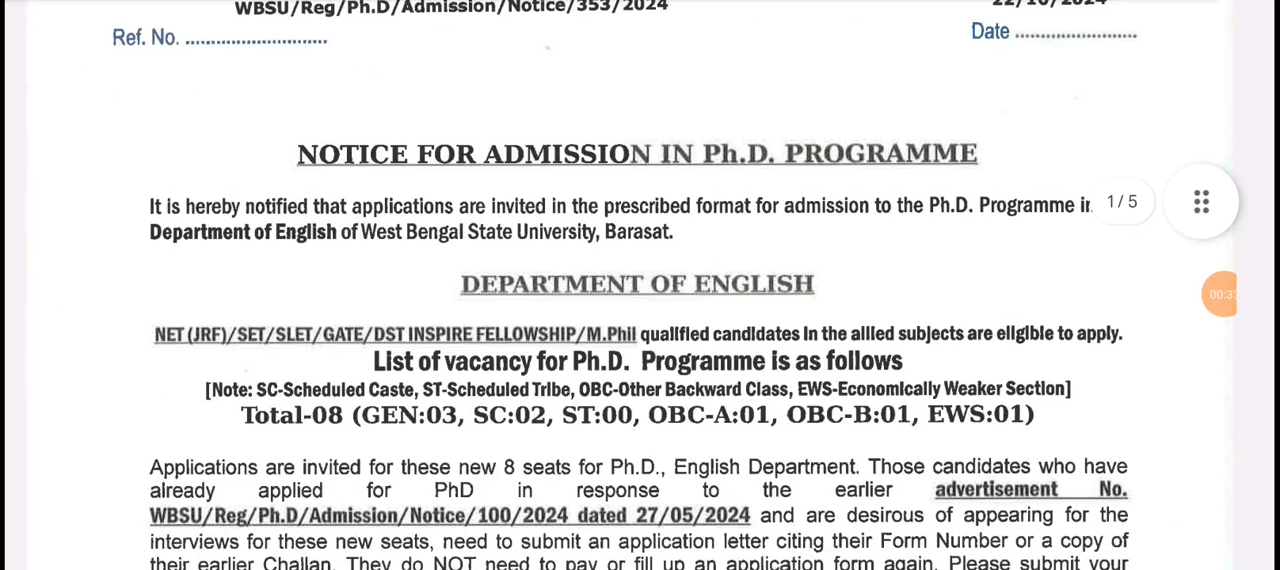 WBSU/Reg/Ph.D/Admission/Notice/353/2024 22/10/2024
Ref. No. ............................ Date ........................
NOTICE FOR ADMISSION IN Ph.D. PROGRAMME
It is hereby notified that applications are invited in the prescribed format for admission to the Ph.D. Programme in
1/5
Department of English of West Bengal State University, Barasat.
DEPARTMENT OF ENGLISH
00:33
NET (JRF)/SET/SLET/GATE/DST INSPIRE FELLOWSHIP/M.Phil qualified candidates in the allied subjects are eligible to apply.
List of vacancy for Ph.D. Programme is as follows
[Note: SC-Scheduled Caste, ST-Scheduled Tribe, OBC-Other Backward Class, EWS-Economically Weaker Section]
Total-08 (GEN:03, SC:02, ST:00, OBC-A:01, OBC-B:01, EWS:01)
Applications are invited for these new 8 seats for Ph.D., English Department. Those candidates who have
already applied for PhD in response to the earlier advertisement No.
WBSU/Reg/Ph.D/Admission/Notice/100/2024 dated 27/05/2024 and are desirous of appearing for the
interviews for these new seats, need to submit an application letter citing their Form Number or a copy of
their earlier Challan. They do NOT need to pay or fill up an application form again. Please submit your